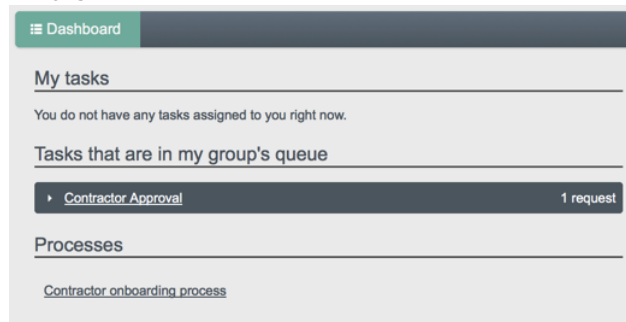 Dashboard
My tasks
You do not have any tasks assigned to you right now.
Tasks that are in my group's queue
Contractor Approval 1 request
Processes
Contractor onboarding process